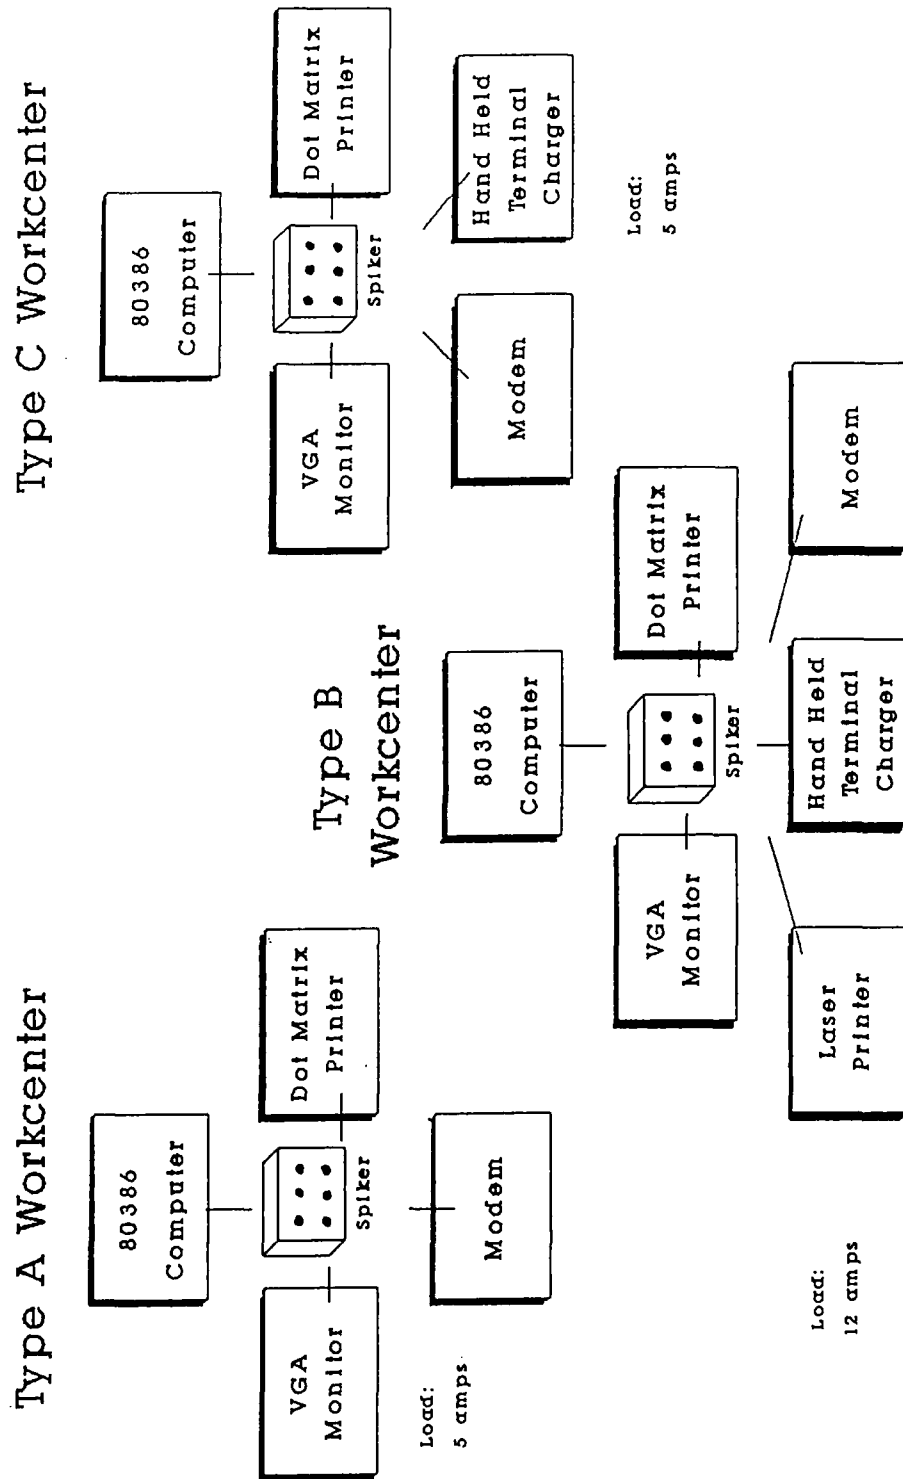 Type A Workcenter
80386
Computer
VGA
Monitor
Spiker
Dot Matrix
Printer
Modem
Load:
5 amps
Type B
Workcenter
80386
Computer
VGA
Monitor
Spiker
Dot Matrix
Printer
Laser
Printer
Hand Held
Terminal
Charger
Modem
Load:
12 amps
Type C Workcenter
80386
Computer
VGA
Monitor
Spiker
Dot Matrix
Printer
Modem
Hand Held
Terminal
Charger
Load:
5 amps